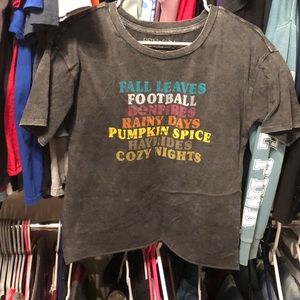 FALL LEAVES
FOOTBALL
BONFIRES
RAINY DAYS
PUMPKIN SPICE
HAYRIDES
COZY NIGHTS